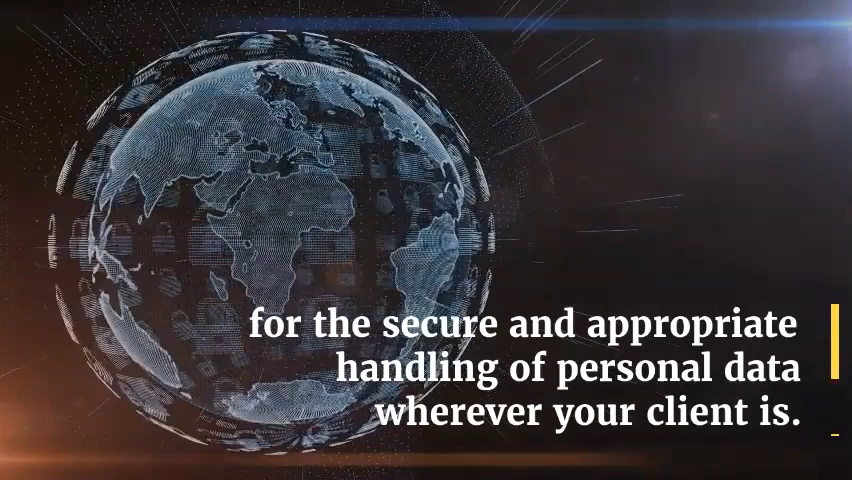 for the secure and appropriate
handling of personal data
wherever your client is.